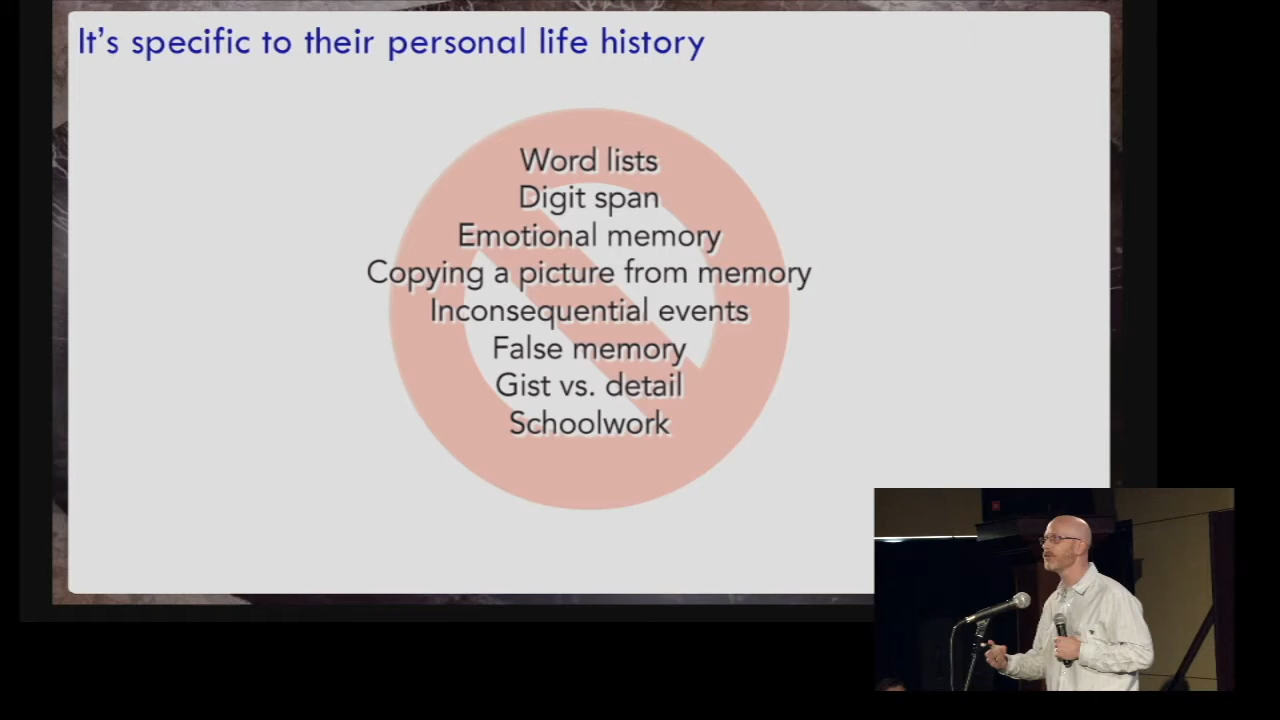 It's specific to their personal life history
Word lists
Digit span
Emotional memory
Copying a picture from memory
Inconsequential events
False memory
Gist vs. detail
Schoolwork